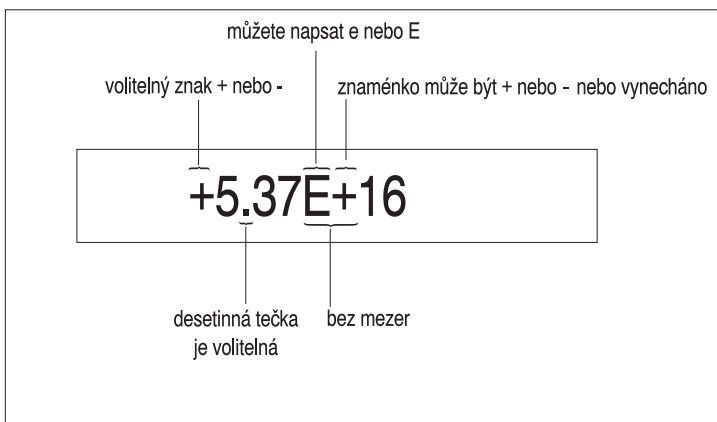 můžete napsat e nebo E
volitelný znak + nebo -
znaménko může být + nebo - nebo vynecháno
+5.37E+16
desetinná tečka
je volitelná
bez mezer